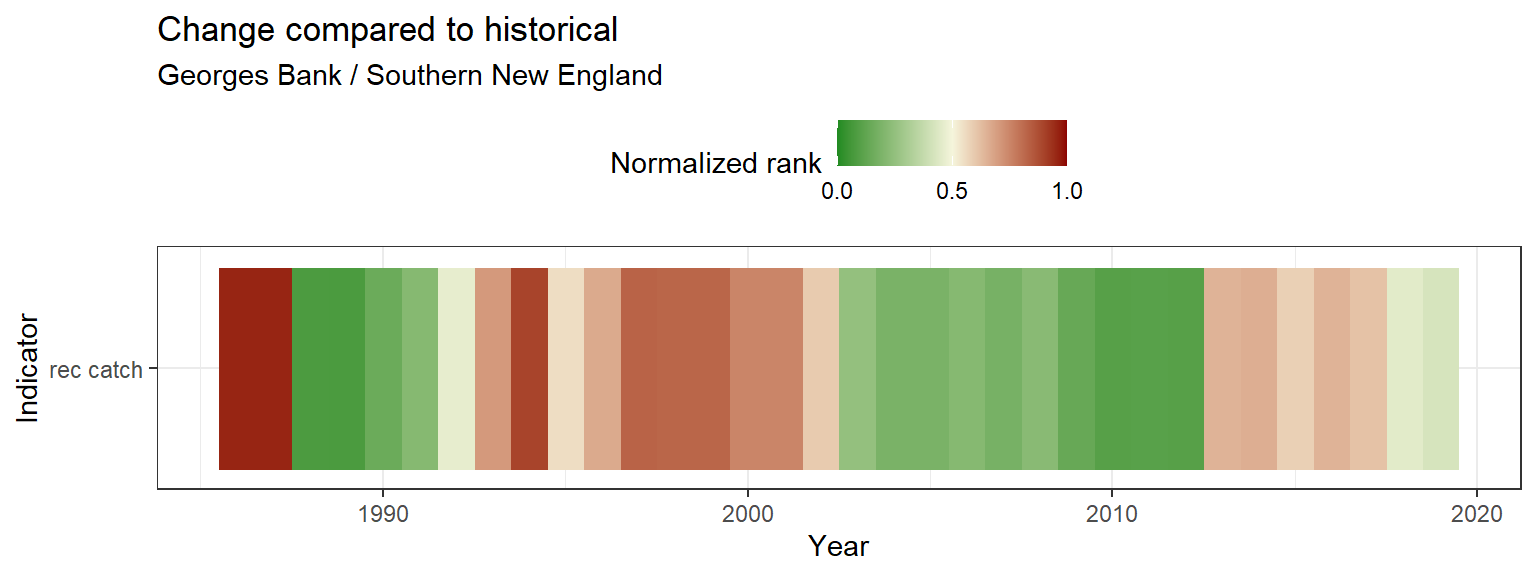 Change compared to historical
Georges Bank / Southern New England
Normalized rank
0.0 0.5 1.0
Indicator
rec catch
1990 2000 2010 2020
Year